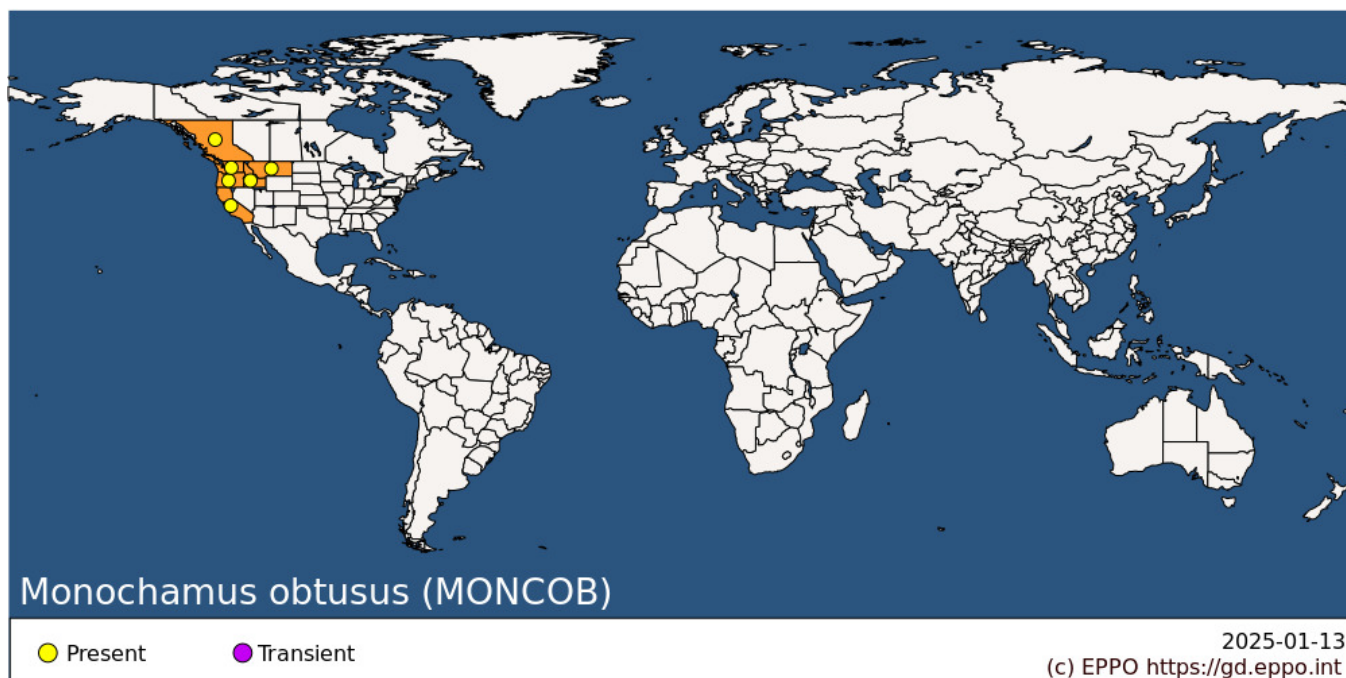 Monochamus obtusus (MONCOB)
Present
Transient
2025-01-13
(c) EPPO https://gd.eppo.int